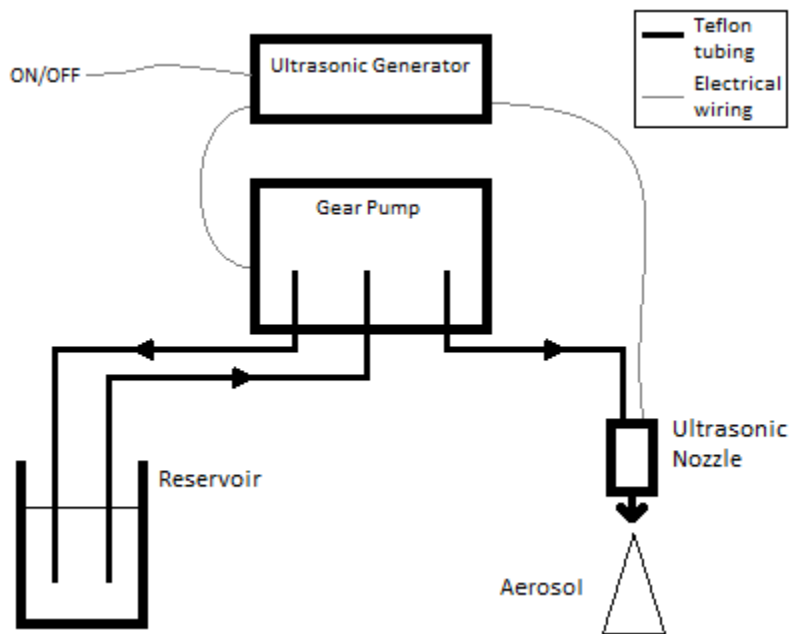 Teflon
tubing
Electrical
wiring
ON/OFF
Ultrasonic Generator
Gear Pump
Reservoir
Ultrasonic
Nozzle
Aerosol